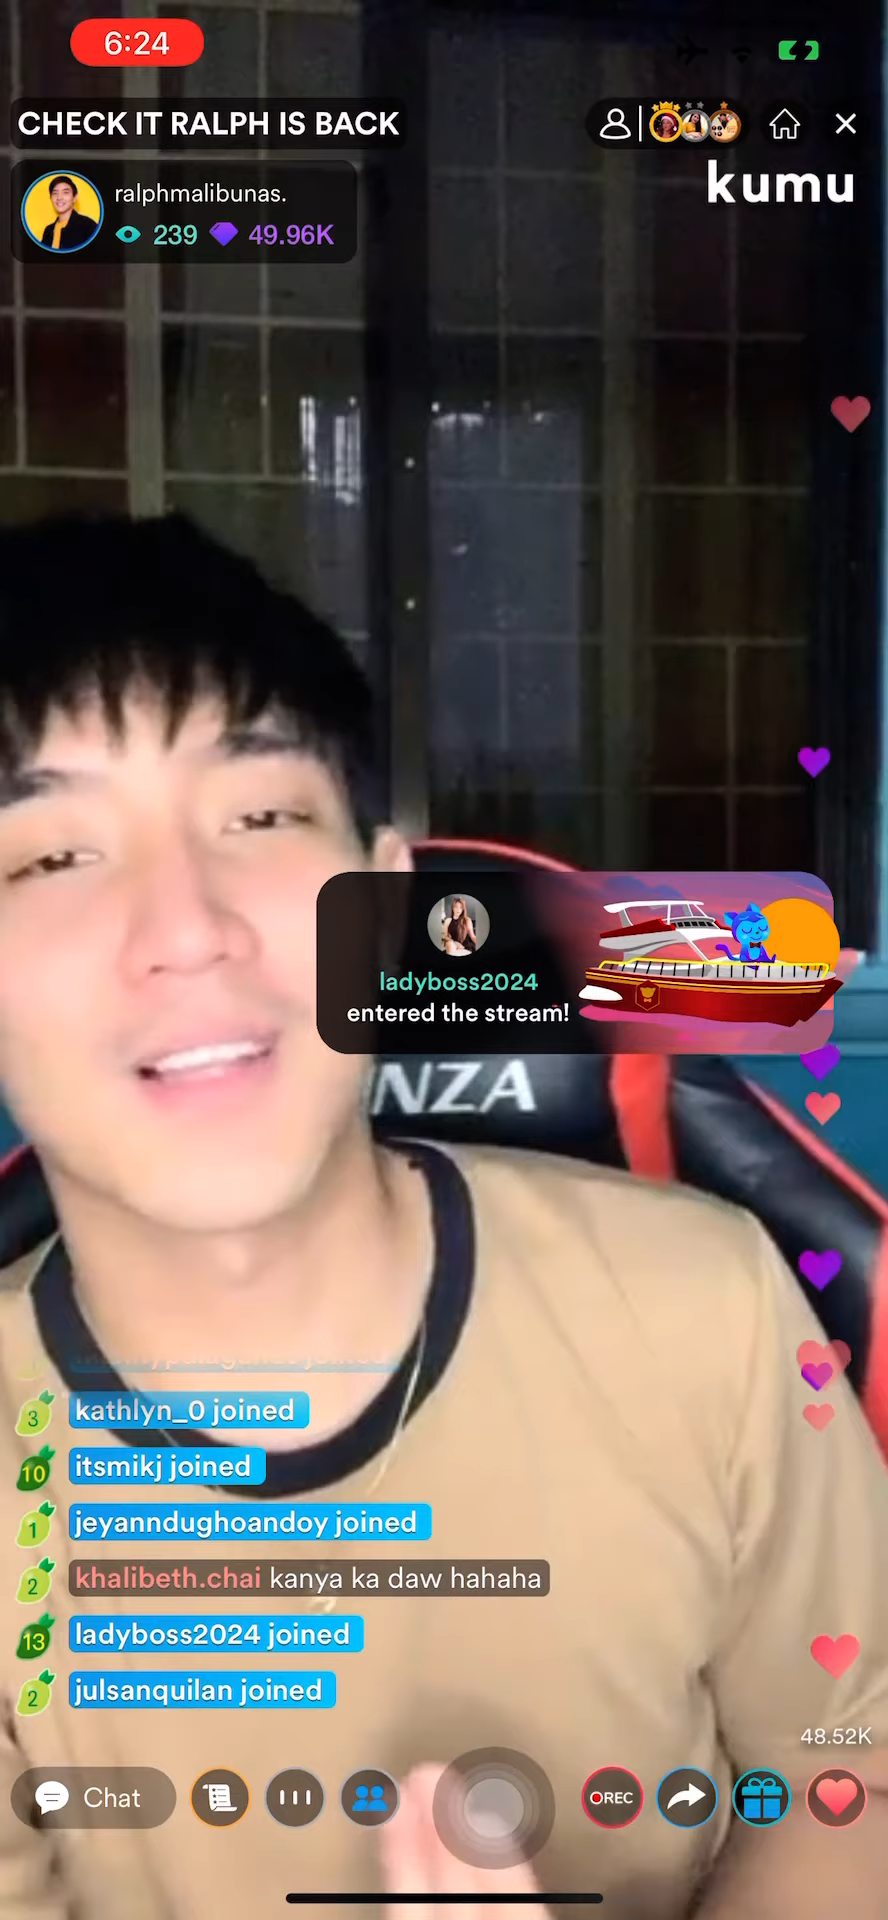 6:24
CHECK IT RALPH IS BACK
kumu
ralphmalibunas.
239 49.96K
ladyboss2024
entered the stream!
NZA
joined
3 kathlyn_0 joined
10 itsmikj joined
1 jeyanndughoandoy joined
2 khalibeth.chai kanya ka daw hahaha
13 ladyboss2024 joined
2 julsanquilan joined
48.52K
Chat
REC